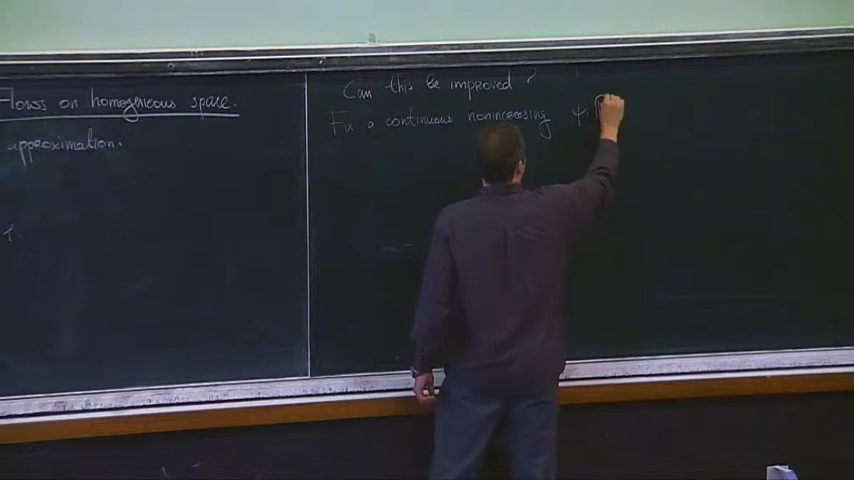 Flows on homogeneous space.
approximation.
Can this be improved?
Fix a continuous nonincreasing ψ: (